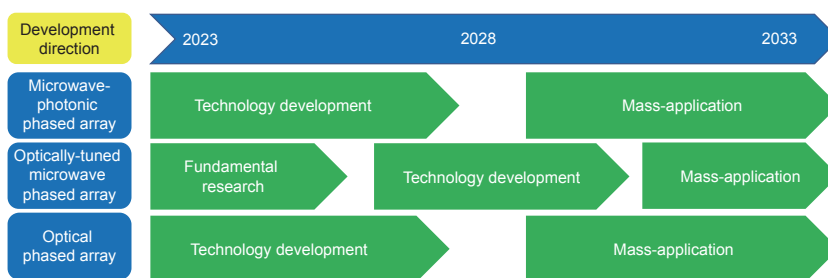 Development
direction
2023
2028
2033
Microwave-
photonic
phased array
Technology development
Mass-application
Optically-tuned
microwave
phased array
Fundamental
research
Technology development
Mass-application
Optical
phased array
Technology development
Mass-application